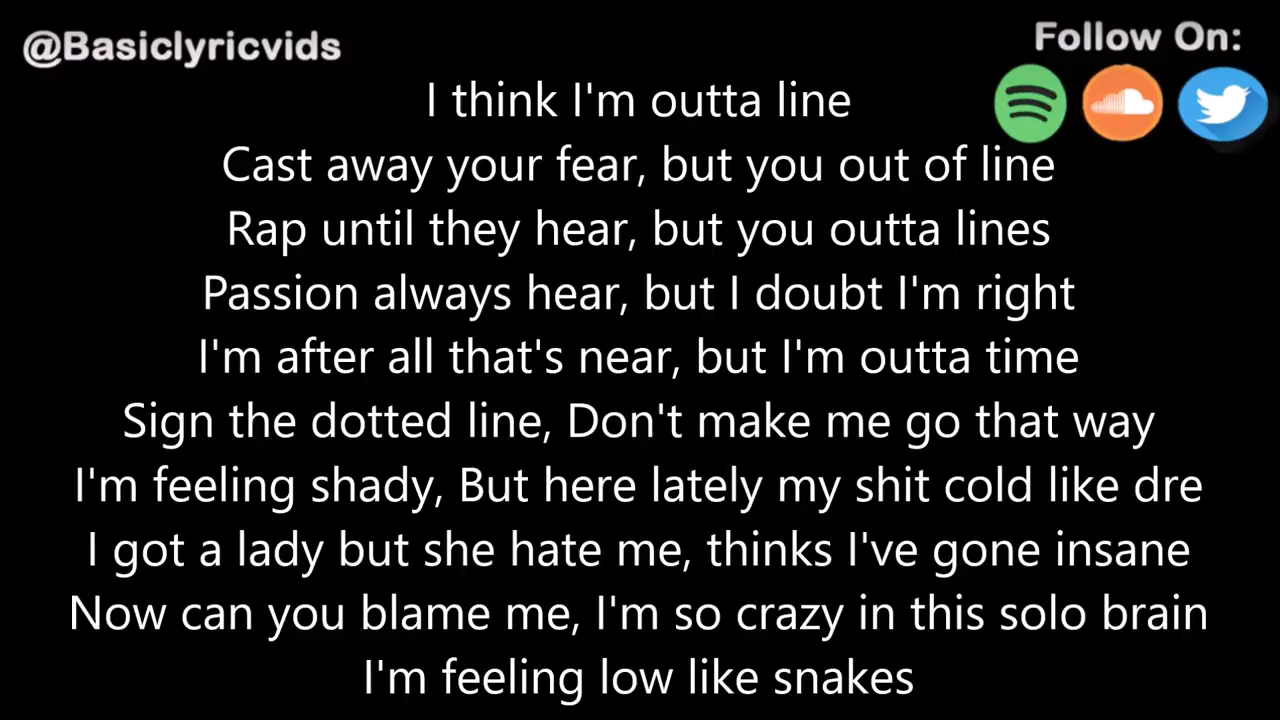 @Basiclyricvids
Follow On:
I think I'm outta line
Cast away your fear, but you out of line
Rap until they hear, but you outta lines
Passion always hear, but I doubt I'm right
I'm after all that's near, but I'm outta time
Sign the dotted line, Don't make me go that way
I'm feeling shady, But here lately my shit cold like dre
I got a lady but she hate me, thinks I've gone insane
Now can you blame me, I'm so crazy in this solo brain
I'm feeling low like snakes